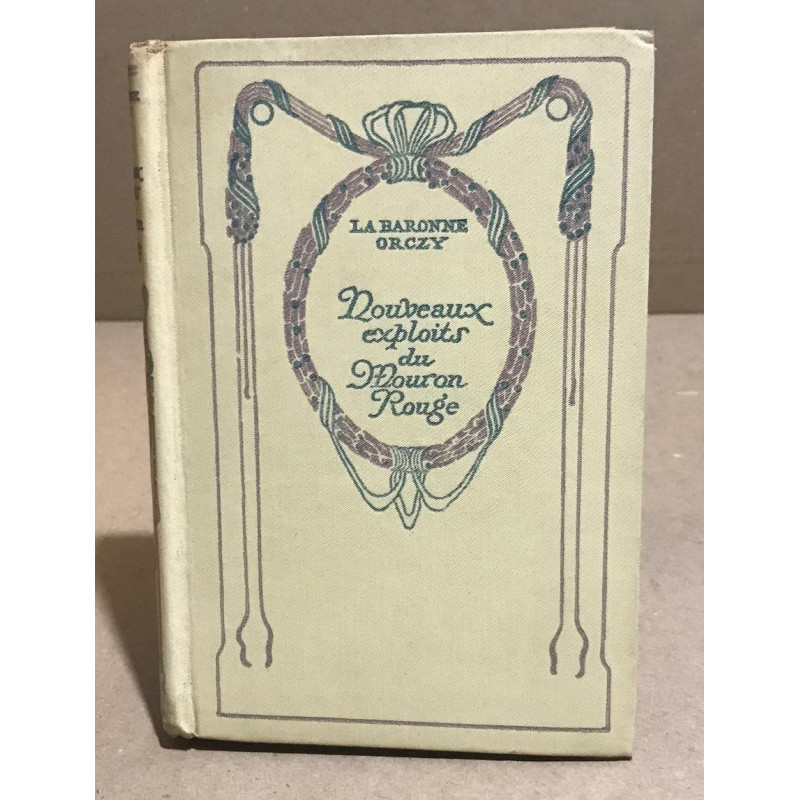 LA BARONNE
ORCZY
Nouveaux
exploits
du
Mouron
Rouge